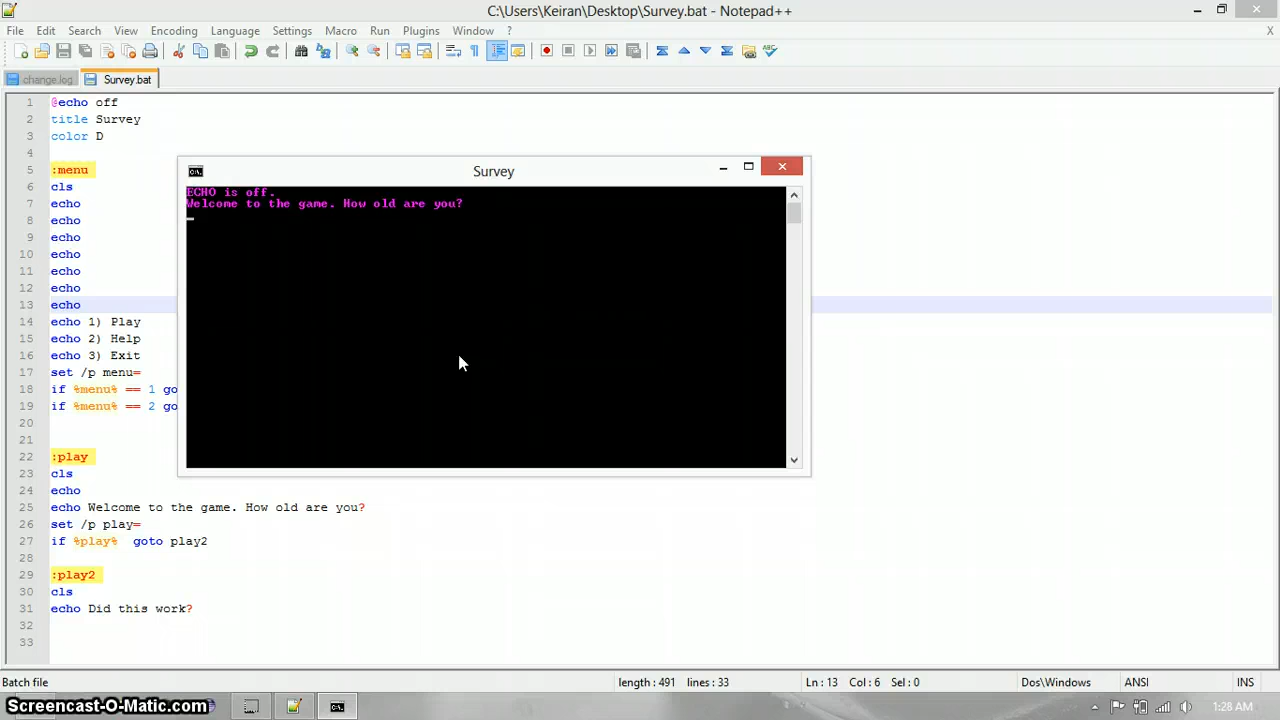 C:\Users\Keiran\Desktop\Survey.bat - Notepad++
File Edit Search View Encoding Language Settings Macro Run Plugins Window ? X
change.log Survey.bat
1 @echo off
2 title Survey
3 color D
4
5 :menu
6 cls
7 echo
8 echo
9 echo
10 echo
11 echo
12 echo
13 echo
14 echo 1) Play
15 echo 2) Help
16 echo 3) Exit
17 set /p menu=
18 if %menu% == 1 go
19 if %menu% == 2 go
20
21
22 :play
23 cls
24 echo
25 echo Welcome to the game. How old are you?
26 set /p play=
27 if %play%  goto play2
28
29 :play2
30 cls
31 echo Did this work?
32
33
Survey
ECHO is off.
Welcome to the game. How old are you?
Batch file length : 491 lines : 33 Ln : 13 Col : 6 Sel : 0 Dos\Windows ANSI INS
Screencast-O-Matic.com 1:28 AM